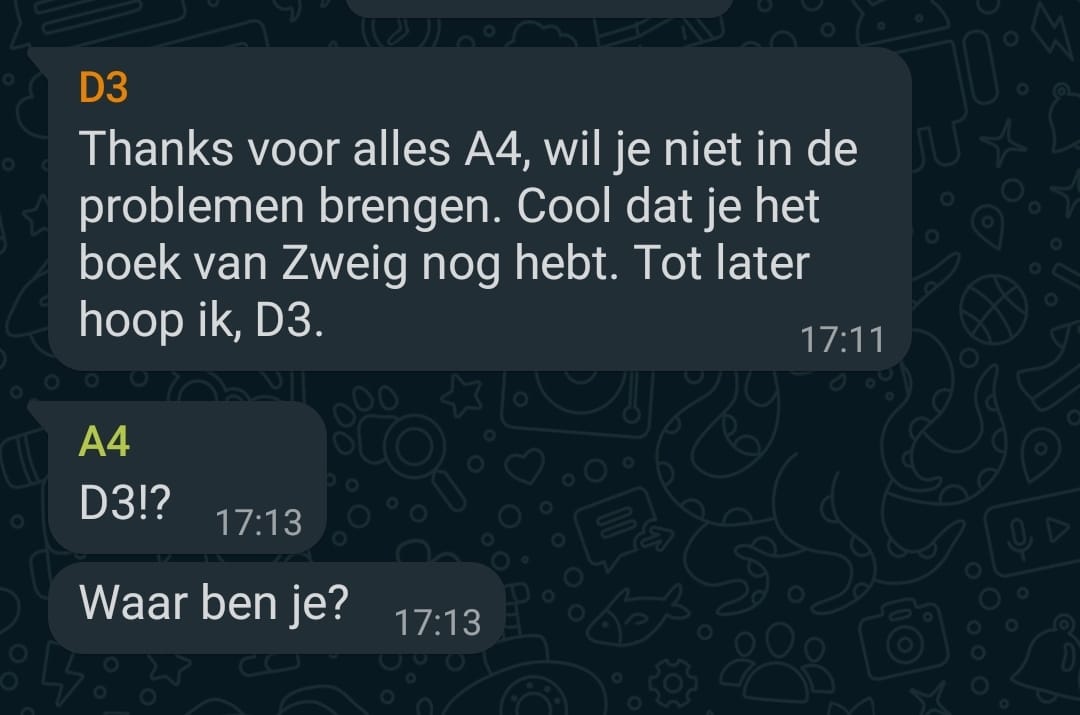 D3
Thanks voor alles A4, wil je niet in de
problemen brengen. Cool dat je het
boek van Zweig nog hebt. Tot later
hoop ik, D3.
17:11
A4
D3!?
17:13
Waar ben je?
17:13